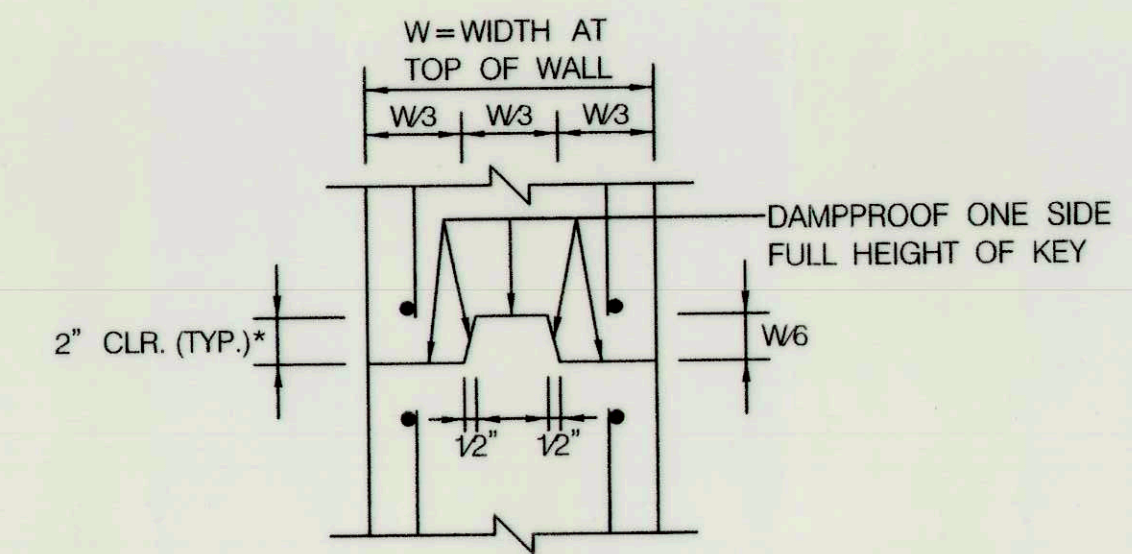 W=WIDTH AT
TOP OF WALL
W/3 W/3 W/3
DAMPPROOF ONE SIDE
FULL HEIGHT OF KEY
2" CLR. (TYP.)*
W/6
1/2" 1/2"